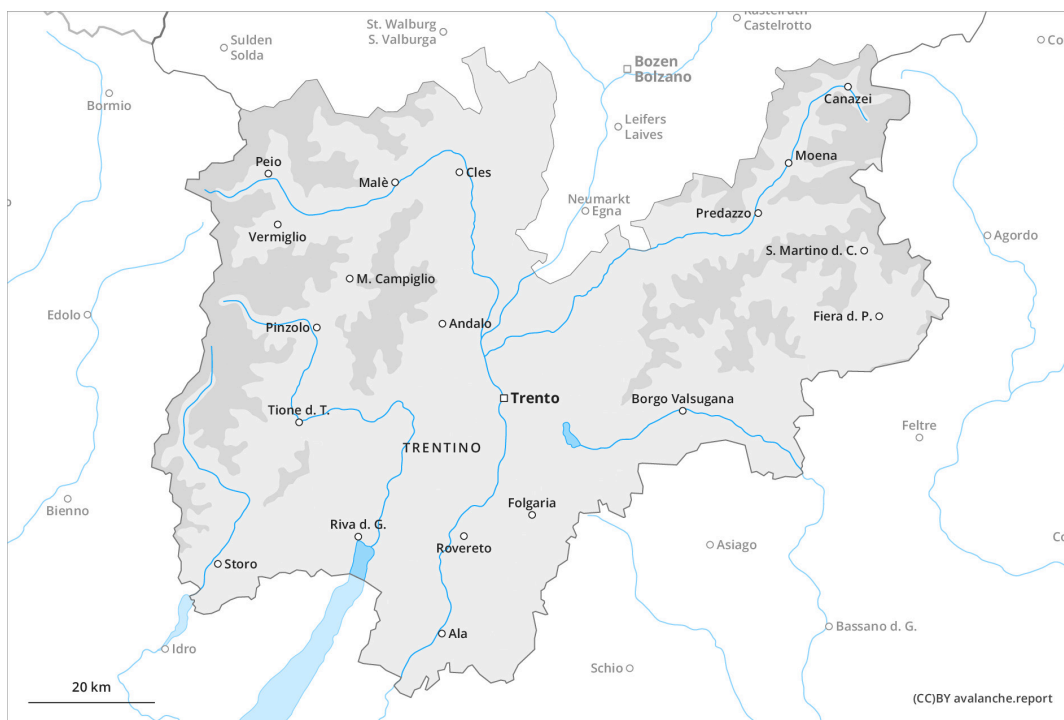 Kastelruth
Castelrotto
St. Walburg
S. Valburga
Sulden
Solda
Co
Bozen
Bolzano
Bormio
Canazei
Leifers
Laives
Moena
Peio
Malè
Cles
Neumarkt
Egna
Predazzo
Vermiglio
Agordo
S. Martino d. C.
M. Campiglio
Edolo
Pinzolo
Andalo
Fiera d. P.
Trento
Borgo Valsugana
Tione d. T.
Feltre
TRENTINO
Bienno
Folgaria
Riva d. G.
Rovereto
Asiago
Co
Storo
Ala
Bassano d. G.
Idro
Schio
20 km
(CC)BY avalanche.report